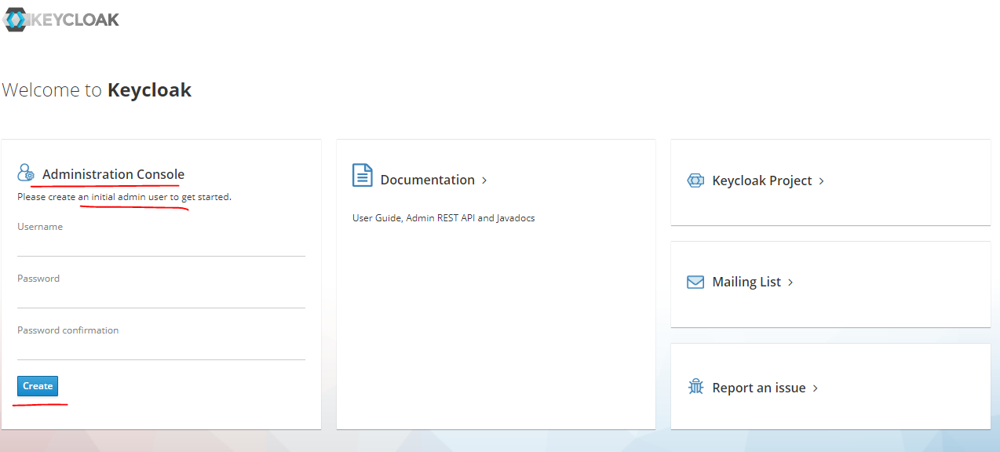 KEYCLOAK
Welcome to Keycloak
Administration Console
Please create an initial admin user to get started.
Username
Password
Password confirmation
Create
Documentation
User Guide, Admin REST API and Javadocs
Keycloak Project
Mailing List
Report an issue